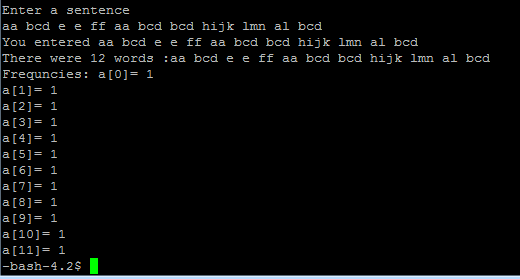 Enter a sentence
aa bcd e e ff aa bcd bcd hijk lmn al bcd
You entered aa bcd e e ff aa bcd bcd hijk lmn al bcd
There were 12 words :aa bcd e e ff aa bcd bcd hijk lmn al bcd
Frequncies: a[0]= 1
a[1]= 1
a[2]= 1
a[3]= 1
a[4]= 1
a[5]= 1
a[6]= 1
a[7]= 1
a[8]= 1
a[9]= 1
a[10]= 1
a[11]= 1
-bash-4.2$